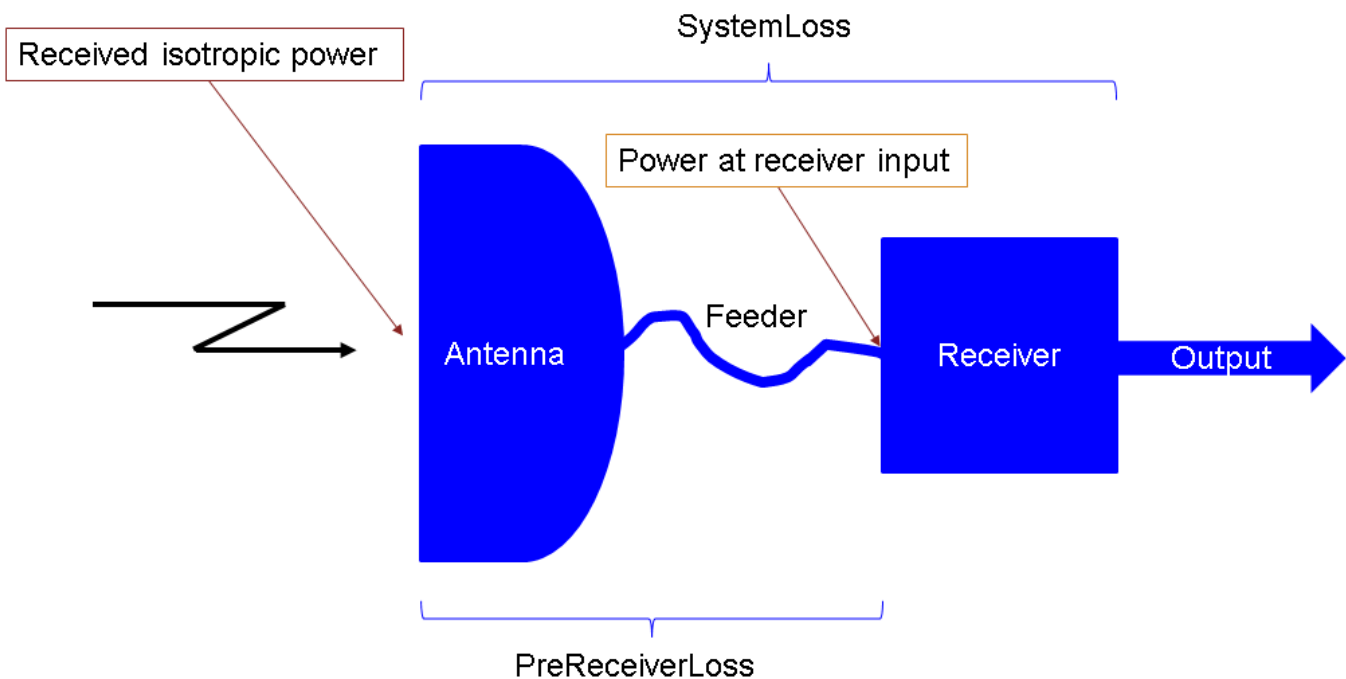 SystemLoss
Received isotropic power
Power at receiver input
Feeder
Antenna
Receiver
Output
PreReceiverLoss